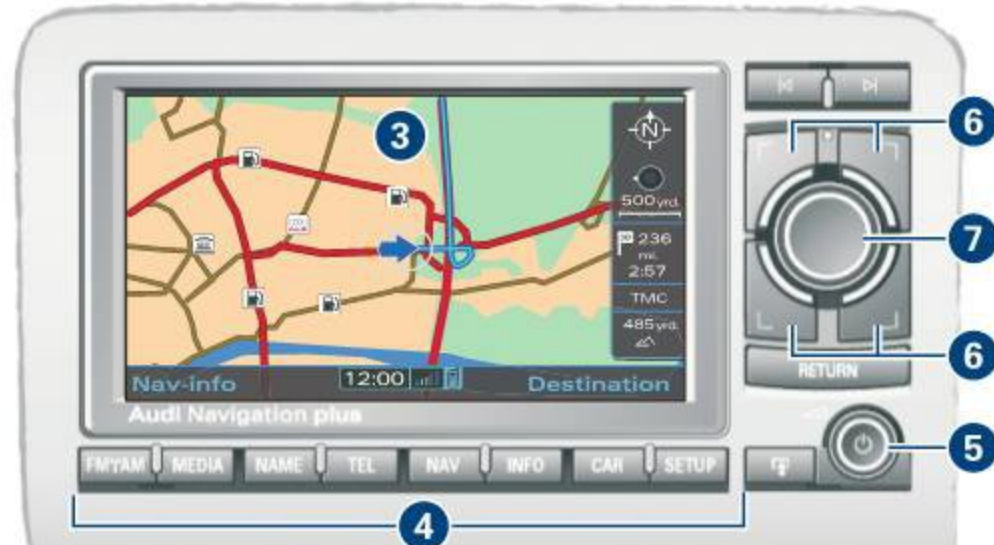 3
N
6
500 yrd.
7
236
mi.
2:57
TMC
485 yrd.
6
Nav-info
12:00
Destination
RETURN
Audi Navigation plus
5
FM/AM
MEDIA
NAME
TEL
NAV
INFO
CAR
SETUP
4